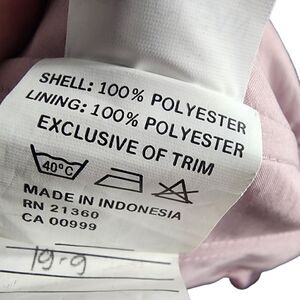 SHELL: 100% POLYESTER
LINING: 100% POLYESTER
EXCLUSIVE OF TRIM
40°C
MADE IN INDONESIA
RN 21360
CA 00999
19-9